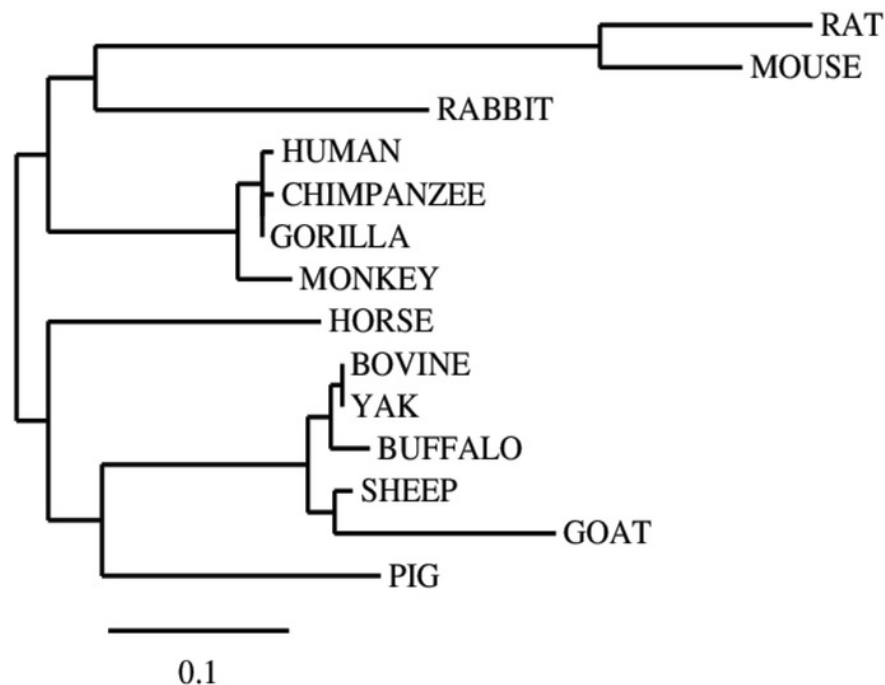 RAT
MOUSE
RABBIT
HUMAN
CHIMPANZEE
GORILLA
MONKEY
HORSE
BOVINE
YAK
BUFFALO
SHEEP
GOAT
PIG
0.1